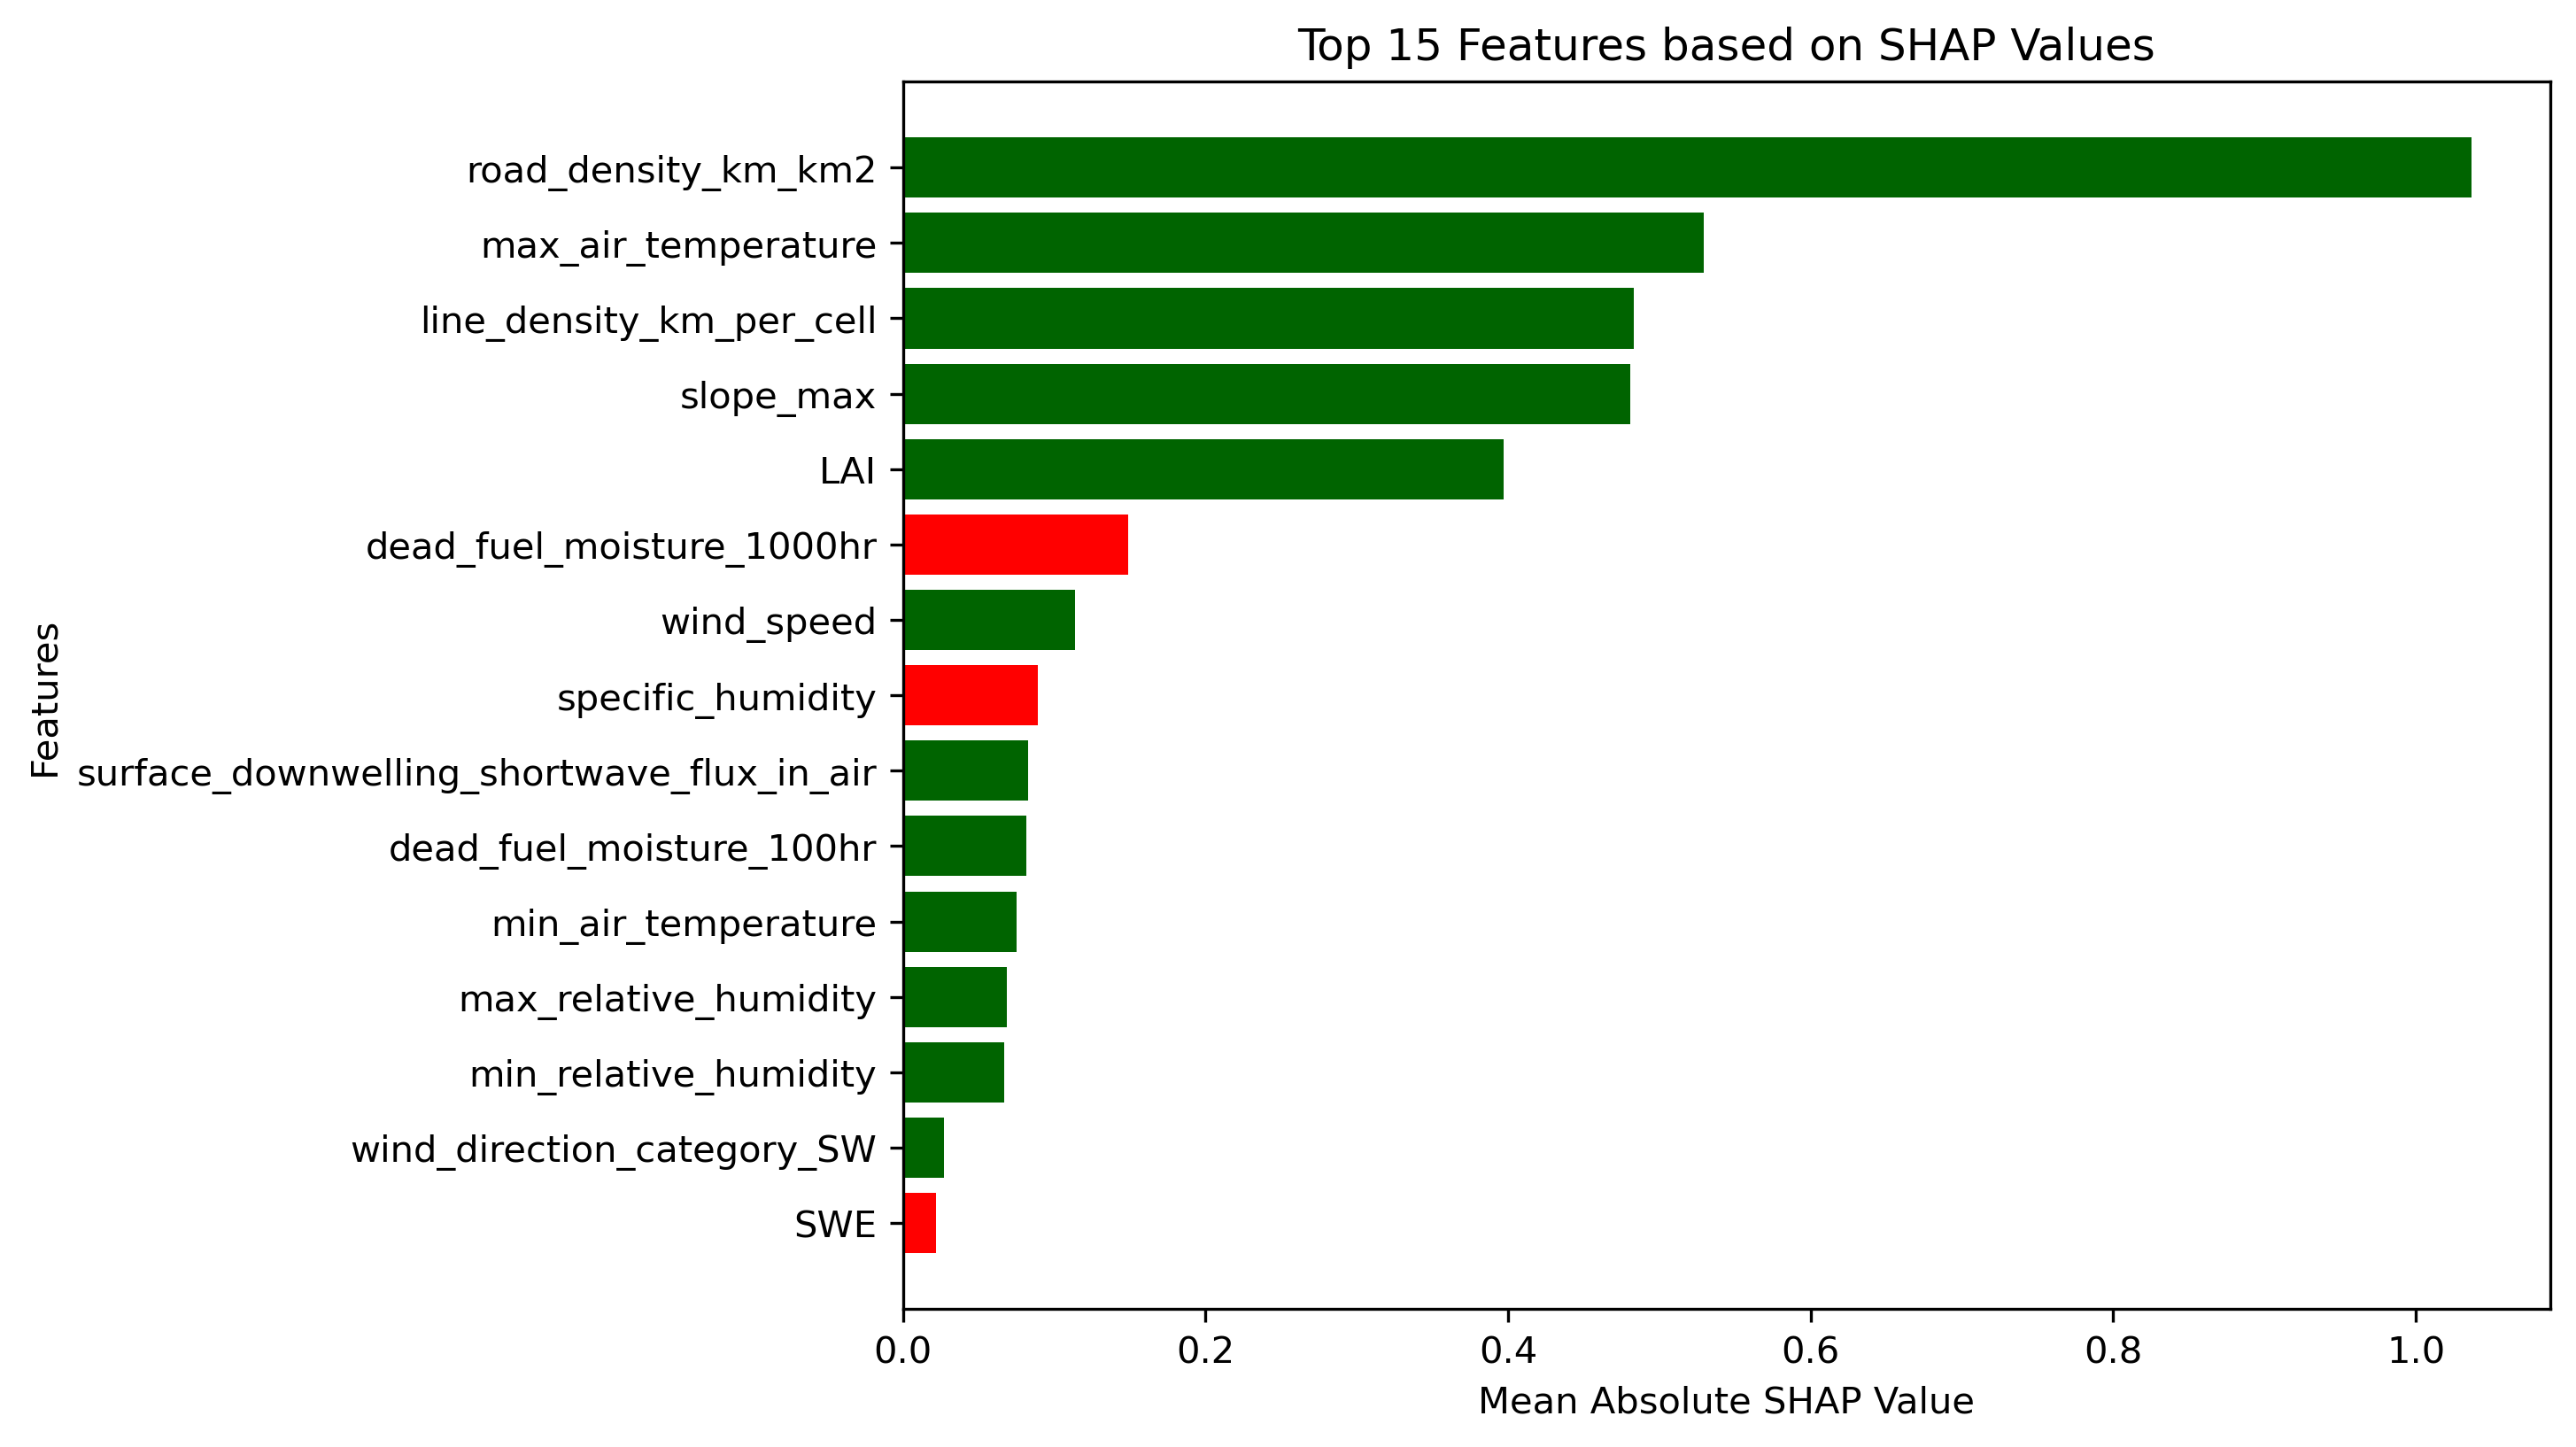 Top 15 Features based on SHAP Values
Features
road_density_km_km2
max_air_temperature
line_density_km_per_cell
slope_max
LAI
dead_fuel_moisture_1000hr
wind_speed
specific_humidity
surface_downwelling_shortwave_flux_in_air
dead_fuel_moisture_100hr
min_air_temperature
max_relative_humidity
min_relative_humidity
wind_direction_category_SW
SWE
0.0 0.2 0.4 0.6 0.8 1.0
Mean Absolute SHAP Value